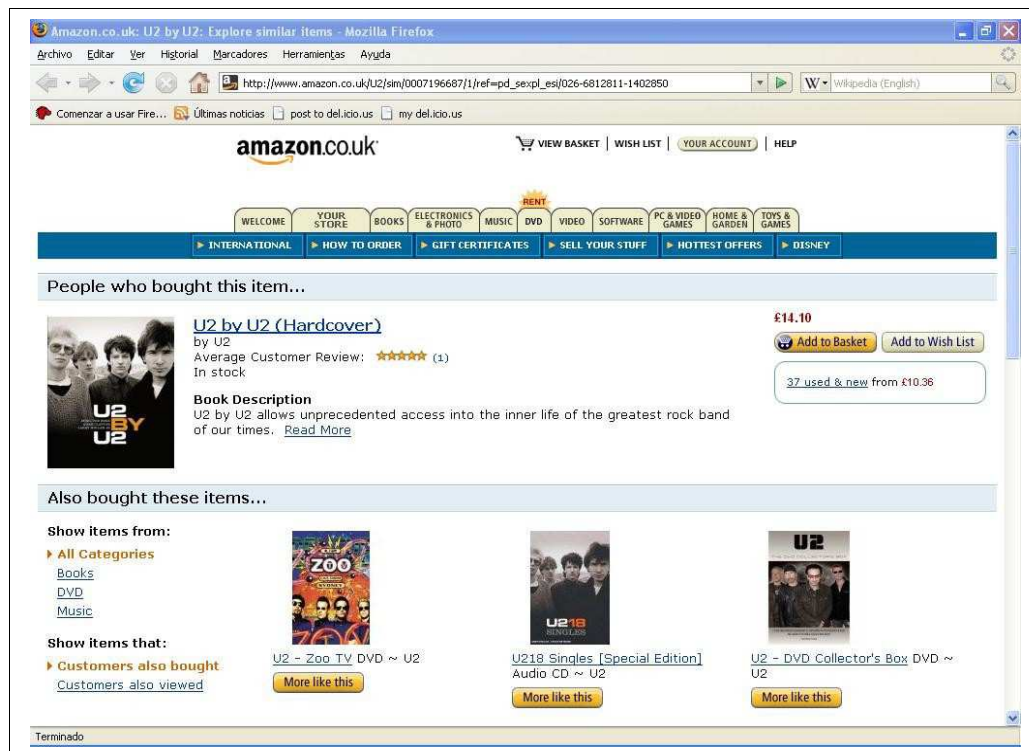 Amazon.co.uk: U2 by U2: Explore similar items - Mozilla Firefox
Archivo Editar Ver Historial Marcadores Herramientas Ayuda
http://www.amazon.co.uk/U2/sim/0007196687/1/ref=pd_sexpl_esi/026-6812811-1402850
W Wikipedia (English)
Comenzar a usar Fire... Últimas noticias post to del.icio.us my del.icio.us
amazon.co.uk
VIEW BASKET | WISH LIST | YOUR ACCOUNT | HELP
RENT
WELCOME YOUR STORE BOOKS ELECTRONICS & PHOTO MUSIC DVD VIDEO SOFTWARE PC & VIDEO GAMES HOME & GARDEN TOYS & GAMES
INTERNATIONAL HOW TO ORDER GIFT CERTIFICATES SELL YOUR STUFF HOTTEST OFFERS DISNEY
People who bought this item...
U2 by U2 (Hardcover)
by U2
Average Customer Review: (1)
In stock
Book Description
U2 by U2 allows unprecedented access into the inner life of the greatest rock band
of our times. Read More
£14.10
Add to Basket Add to Wish List
37 used & new from £10.36
U2
BY
U2
Also bought these items...
Show items from:
All Categories
Books
DVD
Music
Show items that:
Customers also bought
Customers also viewed
ZOO
U2 - Zoo TV DVD ~ U2
More like this
U218
SINGLES
U218 Singles [Special Edition]
Audio CD ~ U2
More like this
U2
U2 - DVD Collector's Box DVD ~
U2
More like this
Terminado